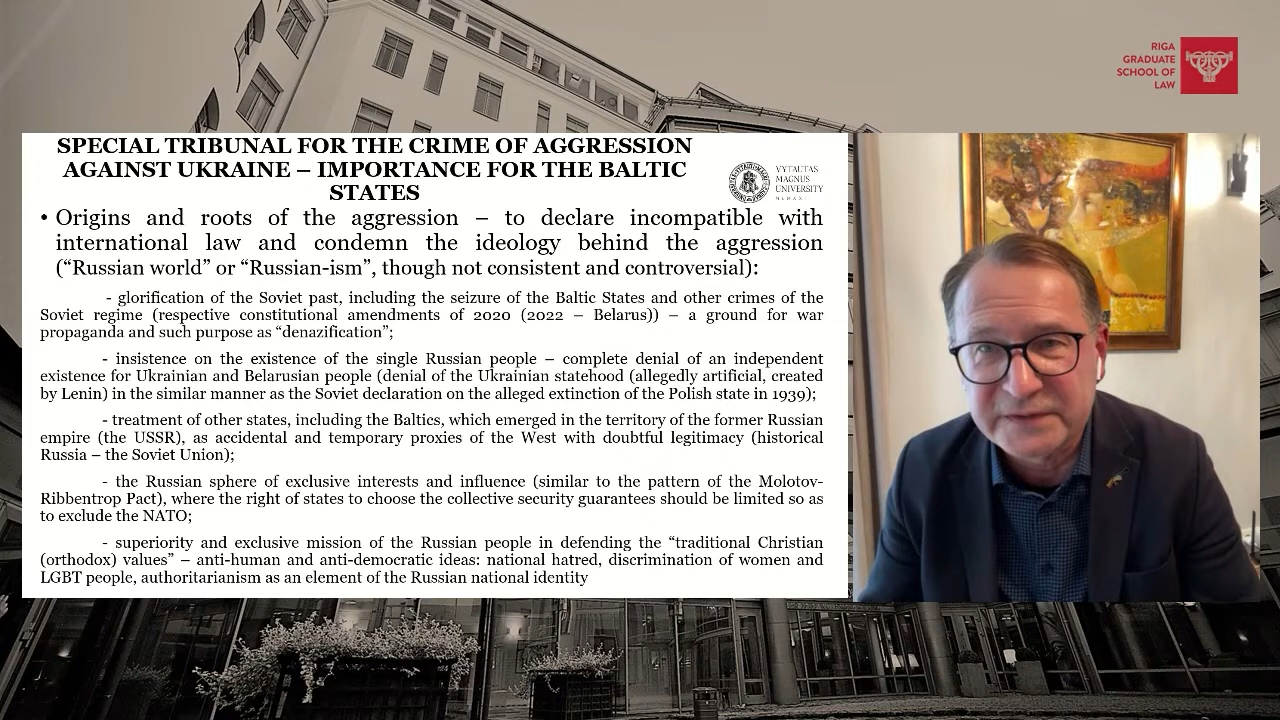 RIGA
GRADUATE
SCHOOL OF
LAW
SPECIAL TRIBUNAL FOR THE CRIME OF AGGRESSION
AGAINST UKRAINE – IMPORTANCE FOR THE BALTIC
STATES
VYTAUTAS
MAGNUS
UNIVERSITY
• Origins and roots of the aggression – to declare incompatible with
international law and condemn the ideology behind the aggression
(“Russian world” or “Russian-ism”, though not consistent and controversial):
- glorification of the Soviet past, including the seizure of the Baltic States and other crimes of the
Soviet regime (respective constitutional amendments of 2020 (2022 – Belarus)) – a ground for war
propaganda and such purpose as “denazification”;
- insistence on the existence of the single Russian people – complete denial of an independent
existence for Ukrainian and Belarusian people (denial of the Ukrainian statehood (allegedly artificial, created
by Lenin) in the similar manner as the Soviet declaration on the alleged extinction of the Polish state in 1939);
- treatment of other states, including the Baltics, which emerged in the territory of the former Russian
empire (the USSR), as accidental and temporary proxies of the West with doubtful legitimacy (historical
Russia – the Soviet Union);
- the Russian sphere of exclusive interests and influence (similar to the pattern of the Molotov-
Ribbentrop Pact), where the right of states to choose the collective security guarantees should be limited so as
to exclude the NATO;
- superiority and exclusive mission of the Russian people in defending the “traditional Christian
(orthodox) values” – anti-human and anti-democratic ideas: national hatred, discrimination of women and
LGBT people, authoritarianism as an element of the Russian national identity